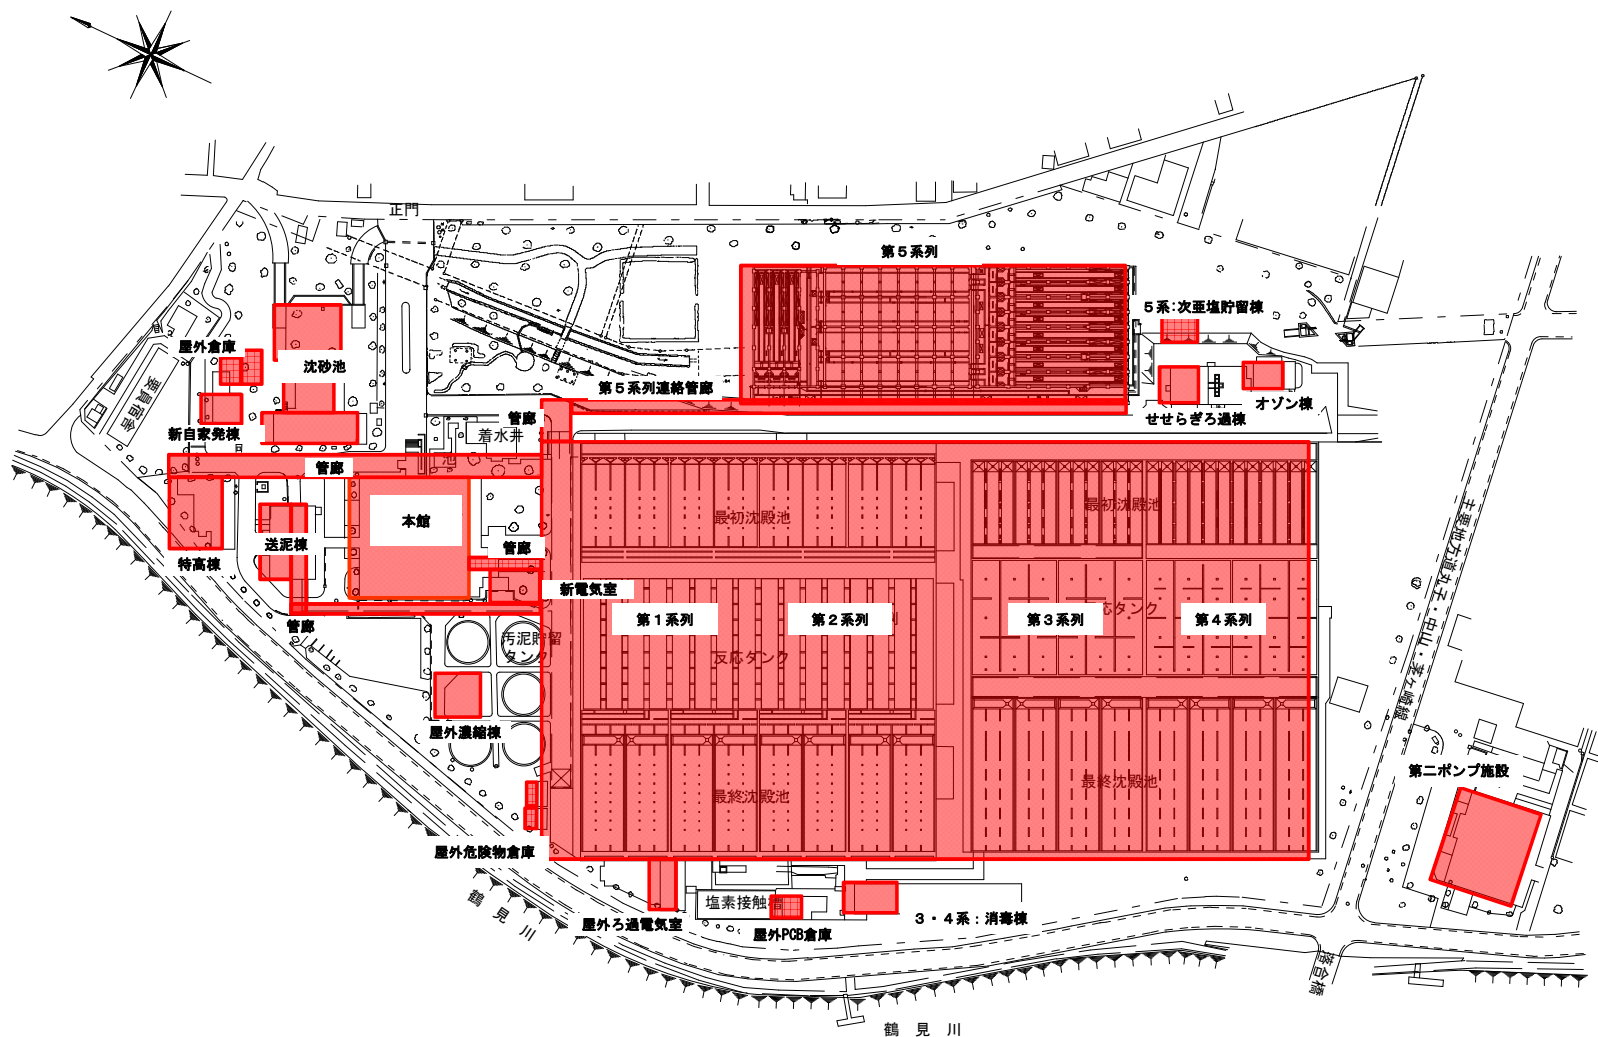 正門
第５系列
５系:次亜塩貯留棟
屋外倉庫
沈砂池
要員宿舎
第５系列連絡管廊
オゾン棟
せせらぎろ過棟
新自家発棟
管廊
着水井
管廊
池
本館
最初沈殿池
最初沈殿池
主要地方道丸子・中山・茅ケ崎線
送泥棟
特高棟
管廊
新電気室
第１系列
第２系列
列
第３系列
応タンク
第４系列
管廊
汚泥貯留
タンク
反応タンク
屋外濃縮棟
第二ポンプ施設
最終沈殿池
最終沈殿池
屋外危険物倉庫
塩素接触槽
鶴見川
屋外ろ過電気室
屋外PCB倉庫
３・４系：消毒棟
落合橋
鶴見川